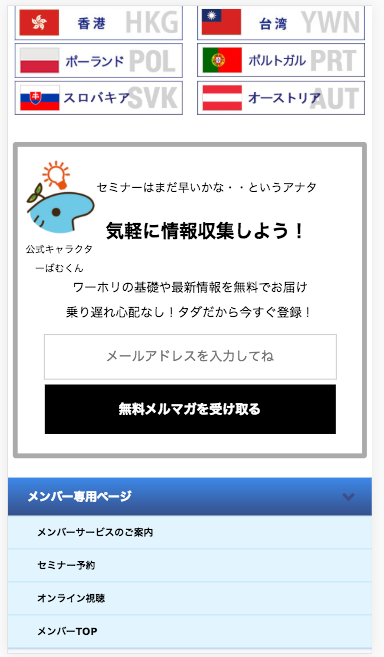 香港 HKG
台湾 YWN
ポーランド POL
ポルトガル PRT
スロバキア SVK
オーストリア AUT
セミナーはまだ早いかな・・というアナタ
気軽に情報収集しよう！
公式キャラクタ
ーぱむくん
ワーホリの基礎や最新情報を無料でお届け
乗り遅れ心配なし！タダだから今すぐ登録！
メールアドレスを入力してね
無料メルマガを受け取る
メンバー専用ページ
メンバーサービスのご案内
セミナー予約
オンライン視聴
メンバーTOP